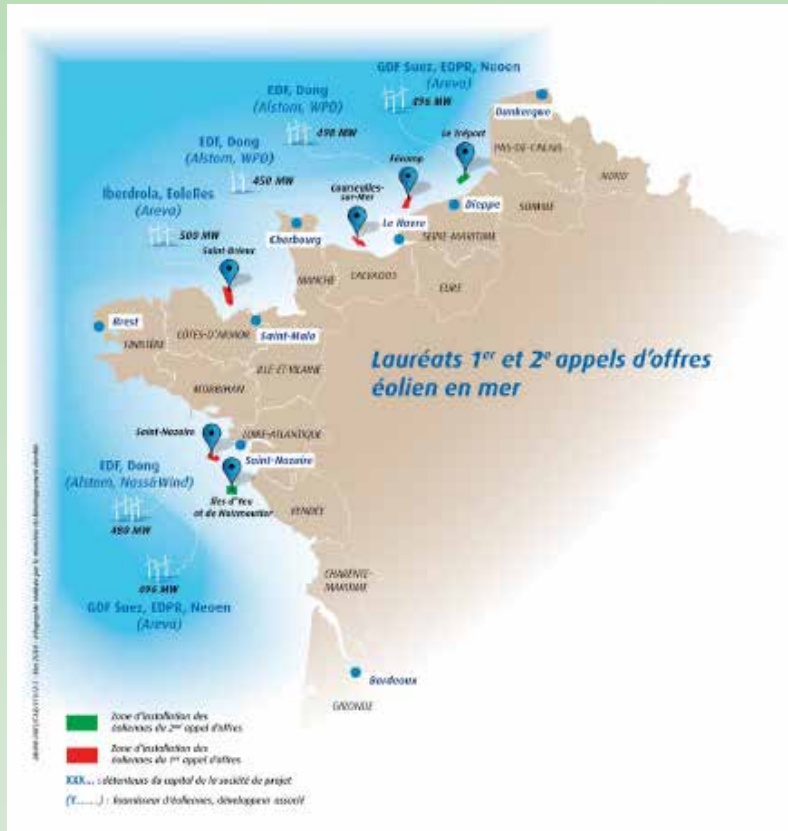 GDF Suez, EDPR, Neoen
(Areva)
496 MW
EDF, Dong
(Alstom, WPD)
498 MW
EDF, Dong
(Alstom, WPD)
450 MW
Iberdrola, EoleRes
(Areva)
500 MW
Dunkerque
Le Tréport
PAS-DE-CALAIS
NORD
Fécamp
Courseulles-
sur-Mer
Dieppe
SOMME
Le Havre
SEINE-MARITIME
Cherbourg
Saint-Brieuc
MANCHE
CALVADOS
EURE
Brest
FINISTÈRE
CÔTES-D'ARMOR
Saint-Malo
ILLE-ET-VILAINE
MORBIHAN
Lauréats 1er et 2e appels d'offres
éolien en mer
Saint-Nazaire
LOIRE-ATLANTIQUE
Saint-Nazaire
EDF, Dong
(Alstom, Nass&Wind)
480 MW
Iles d'Yeu
et de Noirmoutier
VENDÉE
496 MW
GDF Suez, EDPR, Neoen
(Areva)
CHARENTE-
MARITIME
Bordeaux
GIRONDE
Zone d'installation des
éoliennes du 2e appel d'offres
Zone d'installation des
éoliennes du 1er appel d'offres
XXX... : détenteurs du capital de la société de projet
(Y.......) : fournisseur d'éoliennes, développeur associé